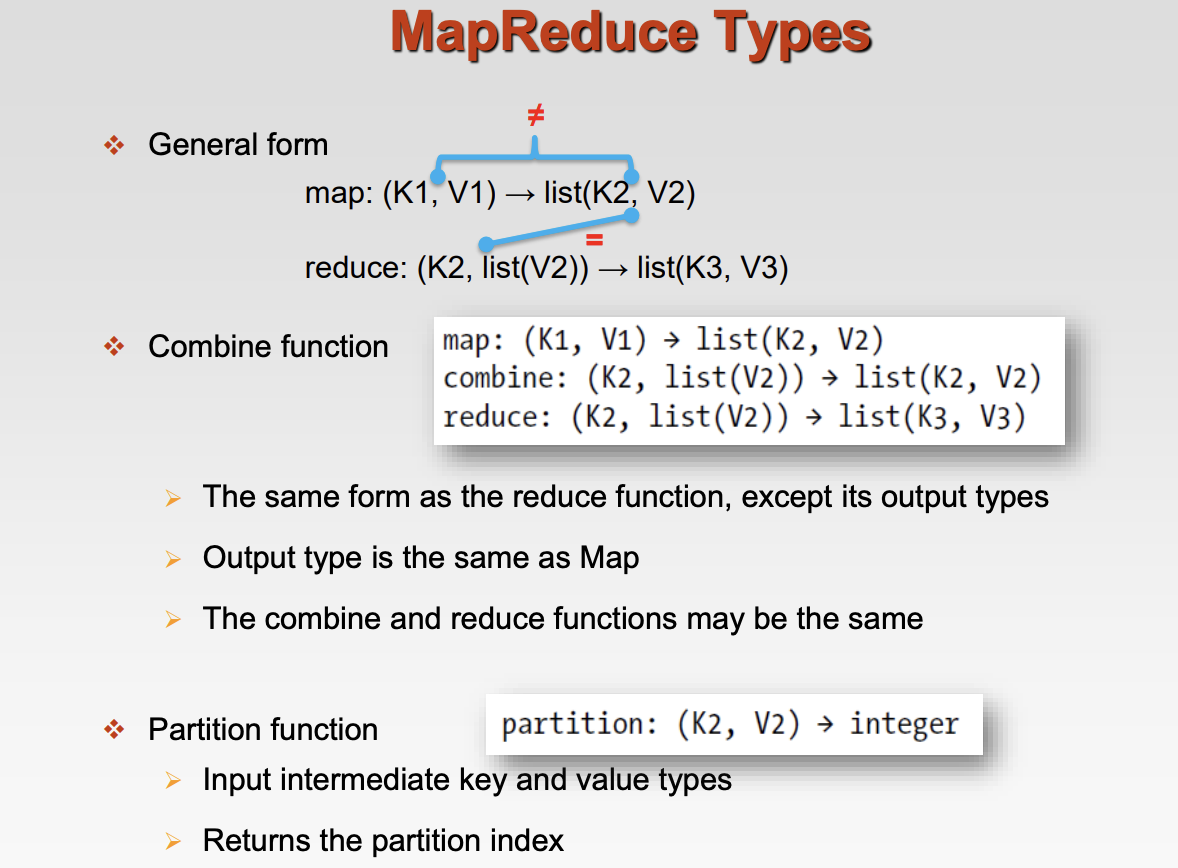 MapReduce Types
≠
❖ General form
map: (K1, V1) → list(K2, V2)
=
reduce: (K2, list(V2)) → list(K3, V3)
❖ Combine function
map: (K1, V1) → list(K2, V2)
combine: (K2, list(V2)) → list(K2, V2)
reduce: (K2, list(V2)) → list(K3, V3)
➢ The same form as the reduce function, except its output types
➢ Output type is the same as Map
➢ The combine and reduce functions may be the same
❖ Partition function
partition: (K2, V2) → integer
➢ Input intermediate key and value types
➢ Returns the partition index